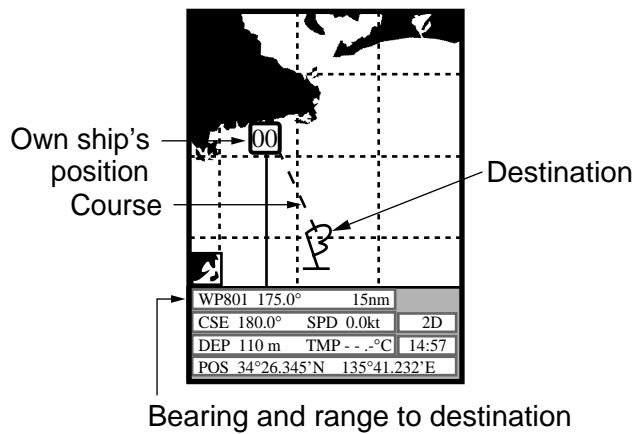 00
Own ship's
position
Course
Destination
WP801 175.0° 15nm
CSE 180.0° SPD 0.0kt 2D
DEP 110 m TMP - - .-°C 14:57
POS 34°26.345’N 135°41.232’E
Bearing and range to destination